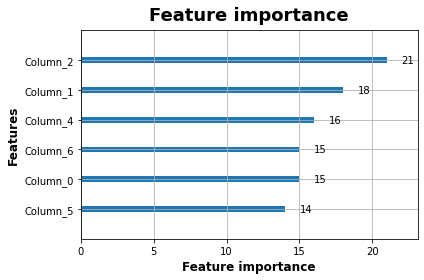 Feature importance
Column_2 21
Column_1 18
Column_4 16
Column_6 15
Column_0 15
Column_5 14
Features
0 5 10 15 20
Feature importance